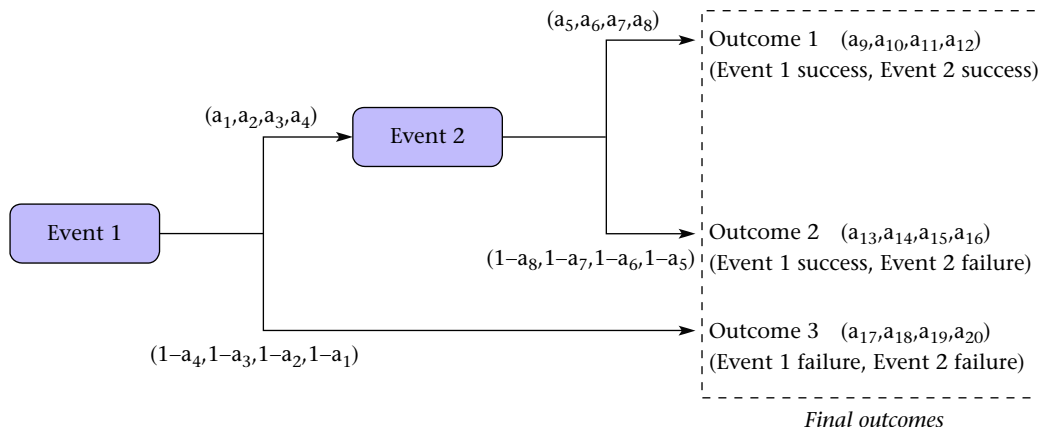 (a₅,a₆,a₇,a₈)
Outcome 1 (a₉,a₁₀,a₁₁,a₁₂)
(Event 1 success, Event 2 success)
(a₁,a₂,a₃,a₄)
Event 2
Event 1
Outcome 2 (a₁₃,a₁₄,a₁₅,a₁₆)
(1–a₈,1–a₇,1–a₆,1–a₅)
(Event 1 success, Event 2 failure)
Outcome 3 (a₁₇,a₁₈,a₁₉,a₂₀)
(1–a₄,1–a₃,1–a₂,1–a₁)
(Event 1 failure, Event 2 failure)
Final outcomes